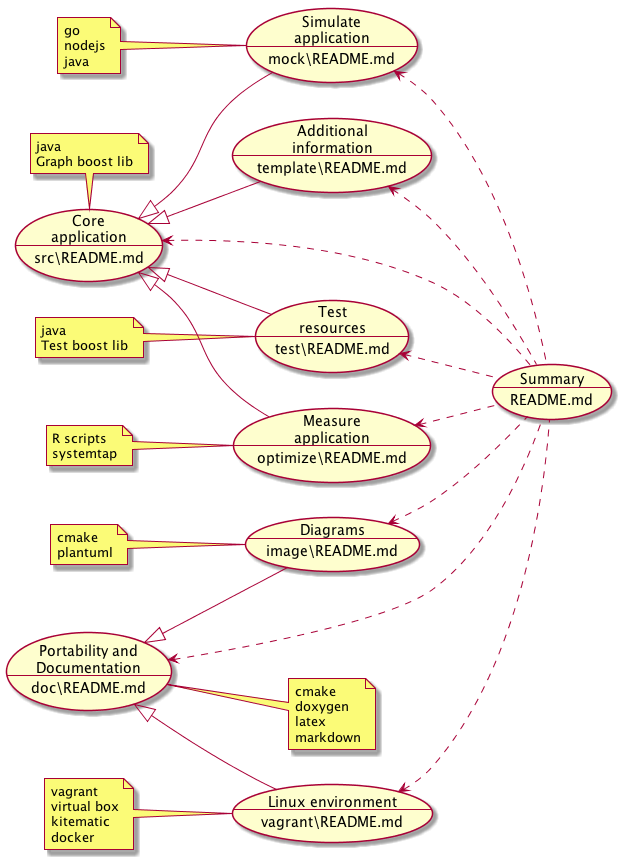 go
nodejs
java
Simulate
application
mock\README.md
java
Graph boost lib
Additional
information
template\README.md
Core
application
src\README.md
java
Test boost lib
Test
resources
test\README.md
Summary
README.md
R scripts
systemtap
Measure
application
optimize\README.md
cmake
plantuml
Diagrams
image\README.md
Portability and
Documentation
doc\README.md
cmake
doxygen
latex
markdown
vagrant
virtual box
kitematic
docker
Linux environment
vagrant\README.md